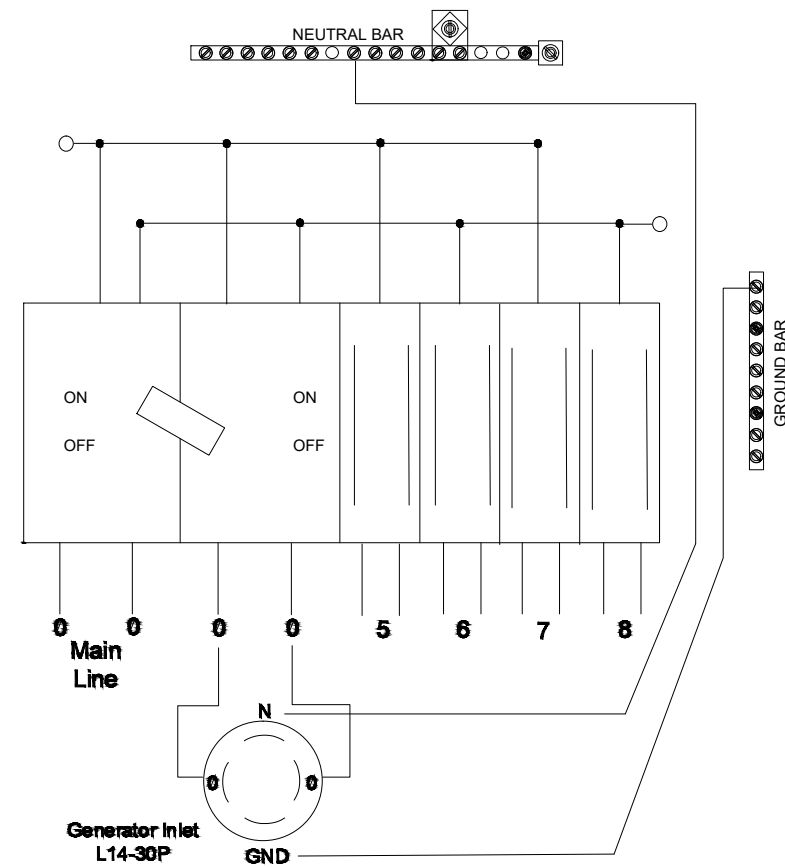 NEUTRAL BAR
ON
ON
OFF
OFF
GROUND BAR
0 0 0 0 5 6 7 8
Main
Line
N
0 0
Generator Inlet
L14-30P
GND